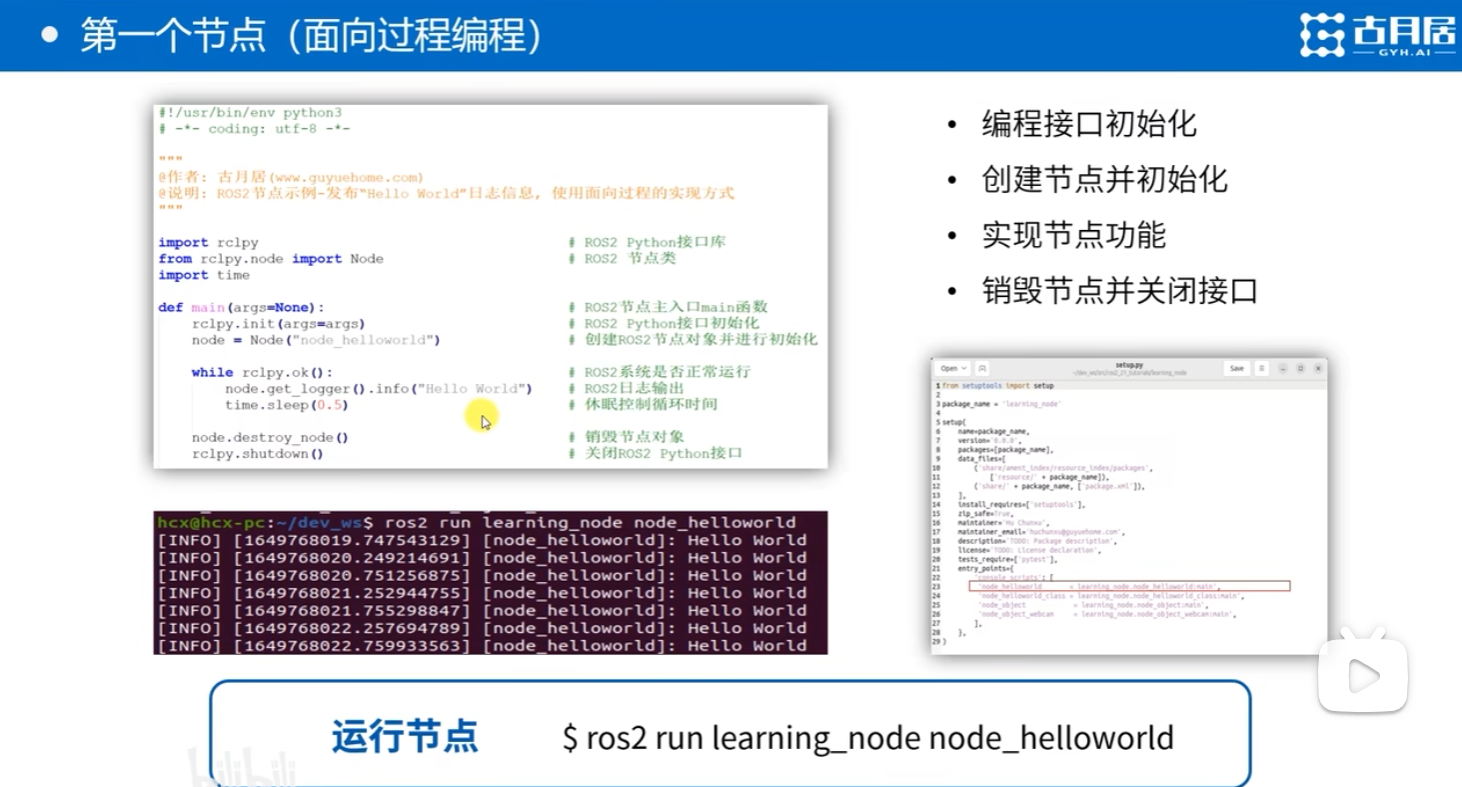 第一个节点（面向过程编程）
古月居
GYH.AI
#!/usr/bin/env python3
# -*- coding: utf-8 -*-
"""
@作者: 古月居(www.guyuehome.com)
@说明: ROS2节点示例-发布“Hello World”日志信息, 使用面向过程的实现方式
"""
import rclpy # ROS2 Python接口库
from rclpy.node import Node # ROS2 节点类
import time
def main(args=None): # ROS2节点主入口main函数
rclpy.init(args=args) # ROS2 Python接口初始化
node = Node("node_helloworld") # 创建ROS2节点对象并进行初始化
while rclpy.ok(): # ROS2系统是否正常运行
node.get_logger().info("Hello World") # ROS2日志输出
time.sleep(0.5) # 休眠控制循环时间
node.destroy_node() # 销毁节点对象
rclpy.shutdown() # 关闭ROS2 Python接口
• 编程接口初始化
• 创建节点并初始化
• 实现节点功能
• 销毁节点并关闭接口
hcx@hcx-pc:~/dev_ws$ ros2 run learning_node node_helloworld
[INFO] [1649768019.747543129] [node_helloworld]: Hello World
[INFO] [1649768020.249214691] [node_helloworld]: Hello World
[INFO] [1649768020.751256875] [node_helloworld]: Hello World
[INFO] [1649768021.252944755] [node_helloworld]: Hello World
[INFO] [1649768021.755298847] [node_helloworld]: Hello World
[INFO] [1649768022.257694789] [node_helloworld]: Hello World
[INFO] [1649768022.759933563] [node_helloworld]: Hello World
Open setup.py Save
~/dev_ws/src/ros2_21_tutorials/learning_node
1 from setuptools import setup
2
3 package_name = 'learning_node'
4
5 setup(
6 name=package_name,
7 version='0.0.0',
8 packages=[package_name],
9 data_files=[
10 ('share/ament_index/resource_index/packages',
11 ['resource/' + package_name]),
12 ('share/' + package_name, ['package.xml']),
13 ],
14 install_requires=['setuptools'],
15 zip_safe=True,
16 maintainer='Hu Chunxu',
17 maintainer_email='huchunxu@guyuehome.com',
18 description='TODO: Package description',
19 license='TODO: License declaration',
20 tests_require=['pytest'],
21 entry_points={
22 'console_scripts': [
23 'node_helloworld = learning_node.node_helloworld:main',
24 'node_helloworld_class = learning_node.node_helloworld_class:main',
25 'node_object = learning_node.node_object:main',
26 'node_object_webcam = learning_node.node_object_webcam:main',
27 ],
28 },
29 )
运行节点 $ ros2 run learning_node node_helloworld
bilibili